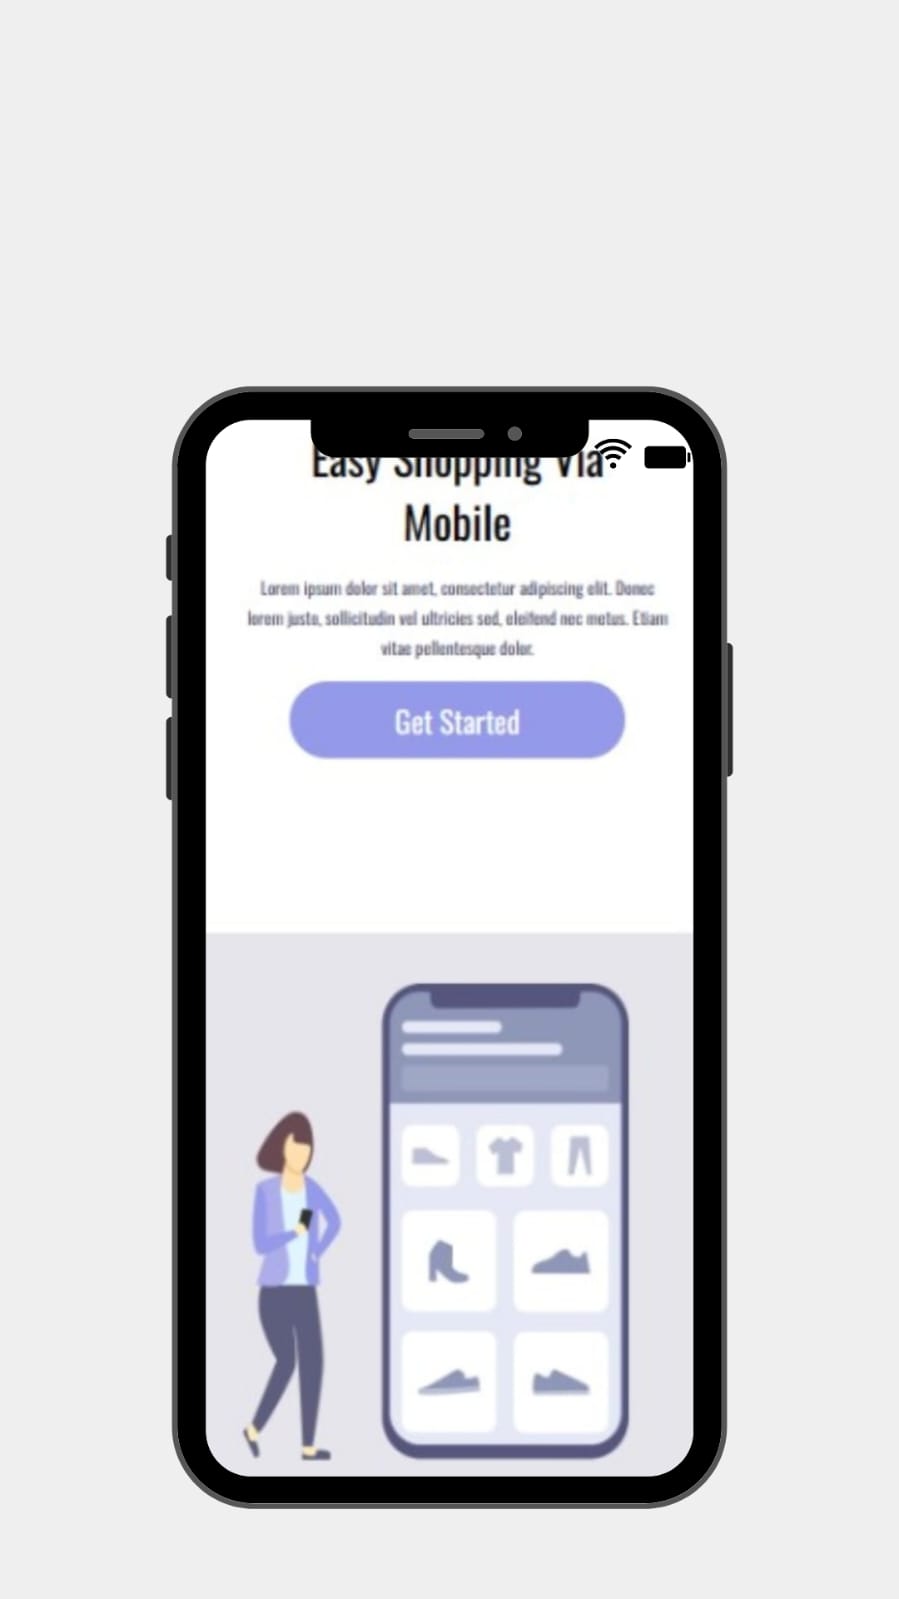 Easy Shopping Via
Mobile
Lorem ipsum dolor sit amet, consectetur adipiscing elit. Donec
lorem justo, sollicitudin vel ultricies sed, eleifend nec metus. Etiam
vitae pellentesque dolor.
Get Started